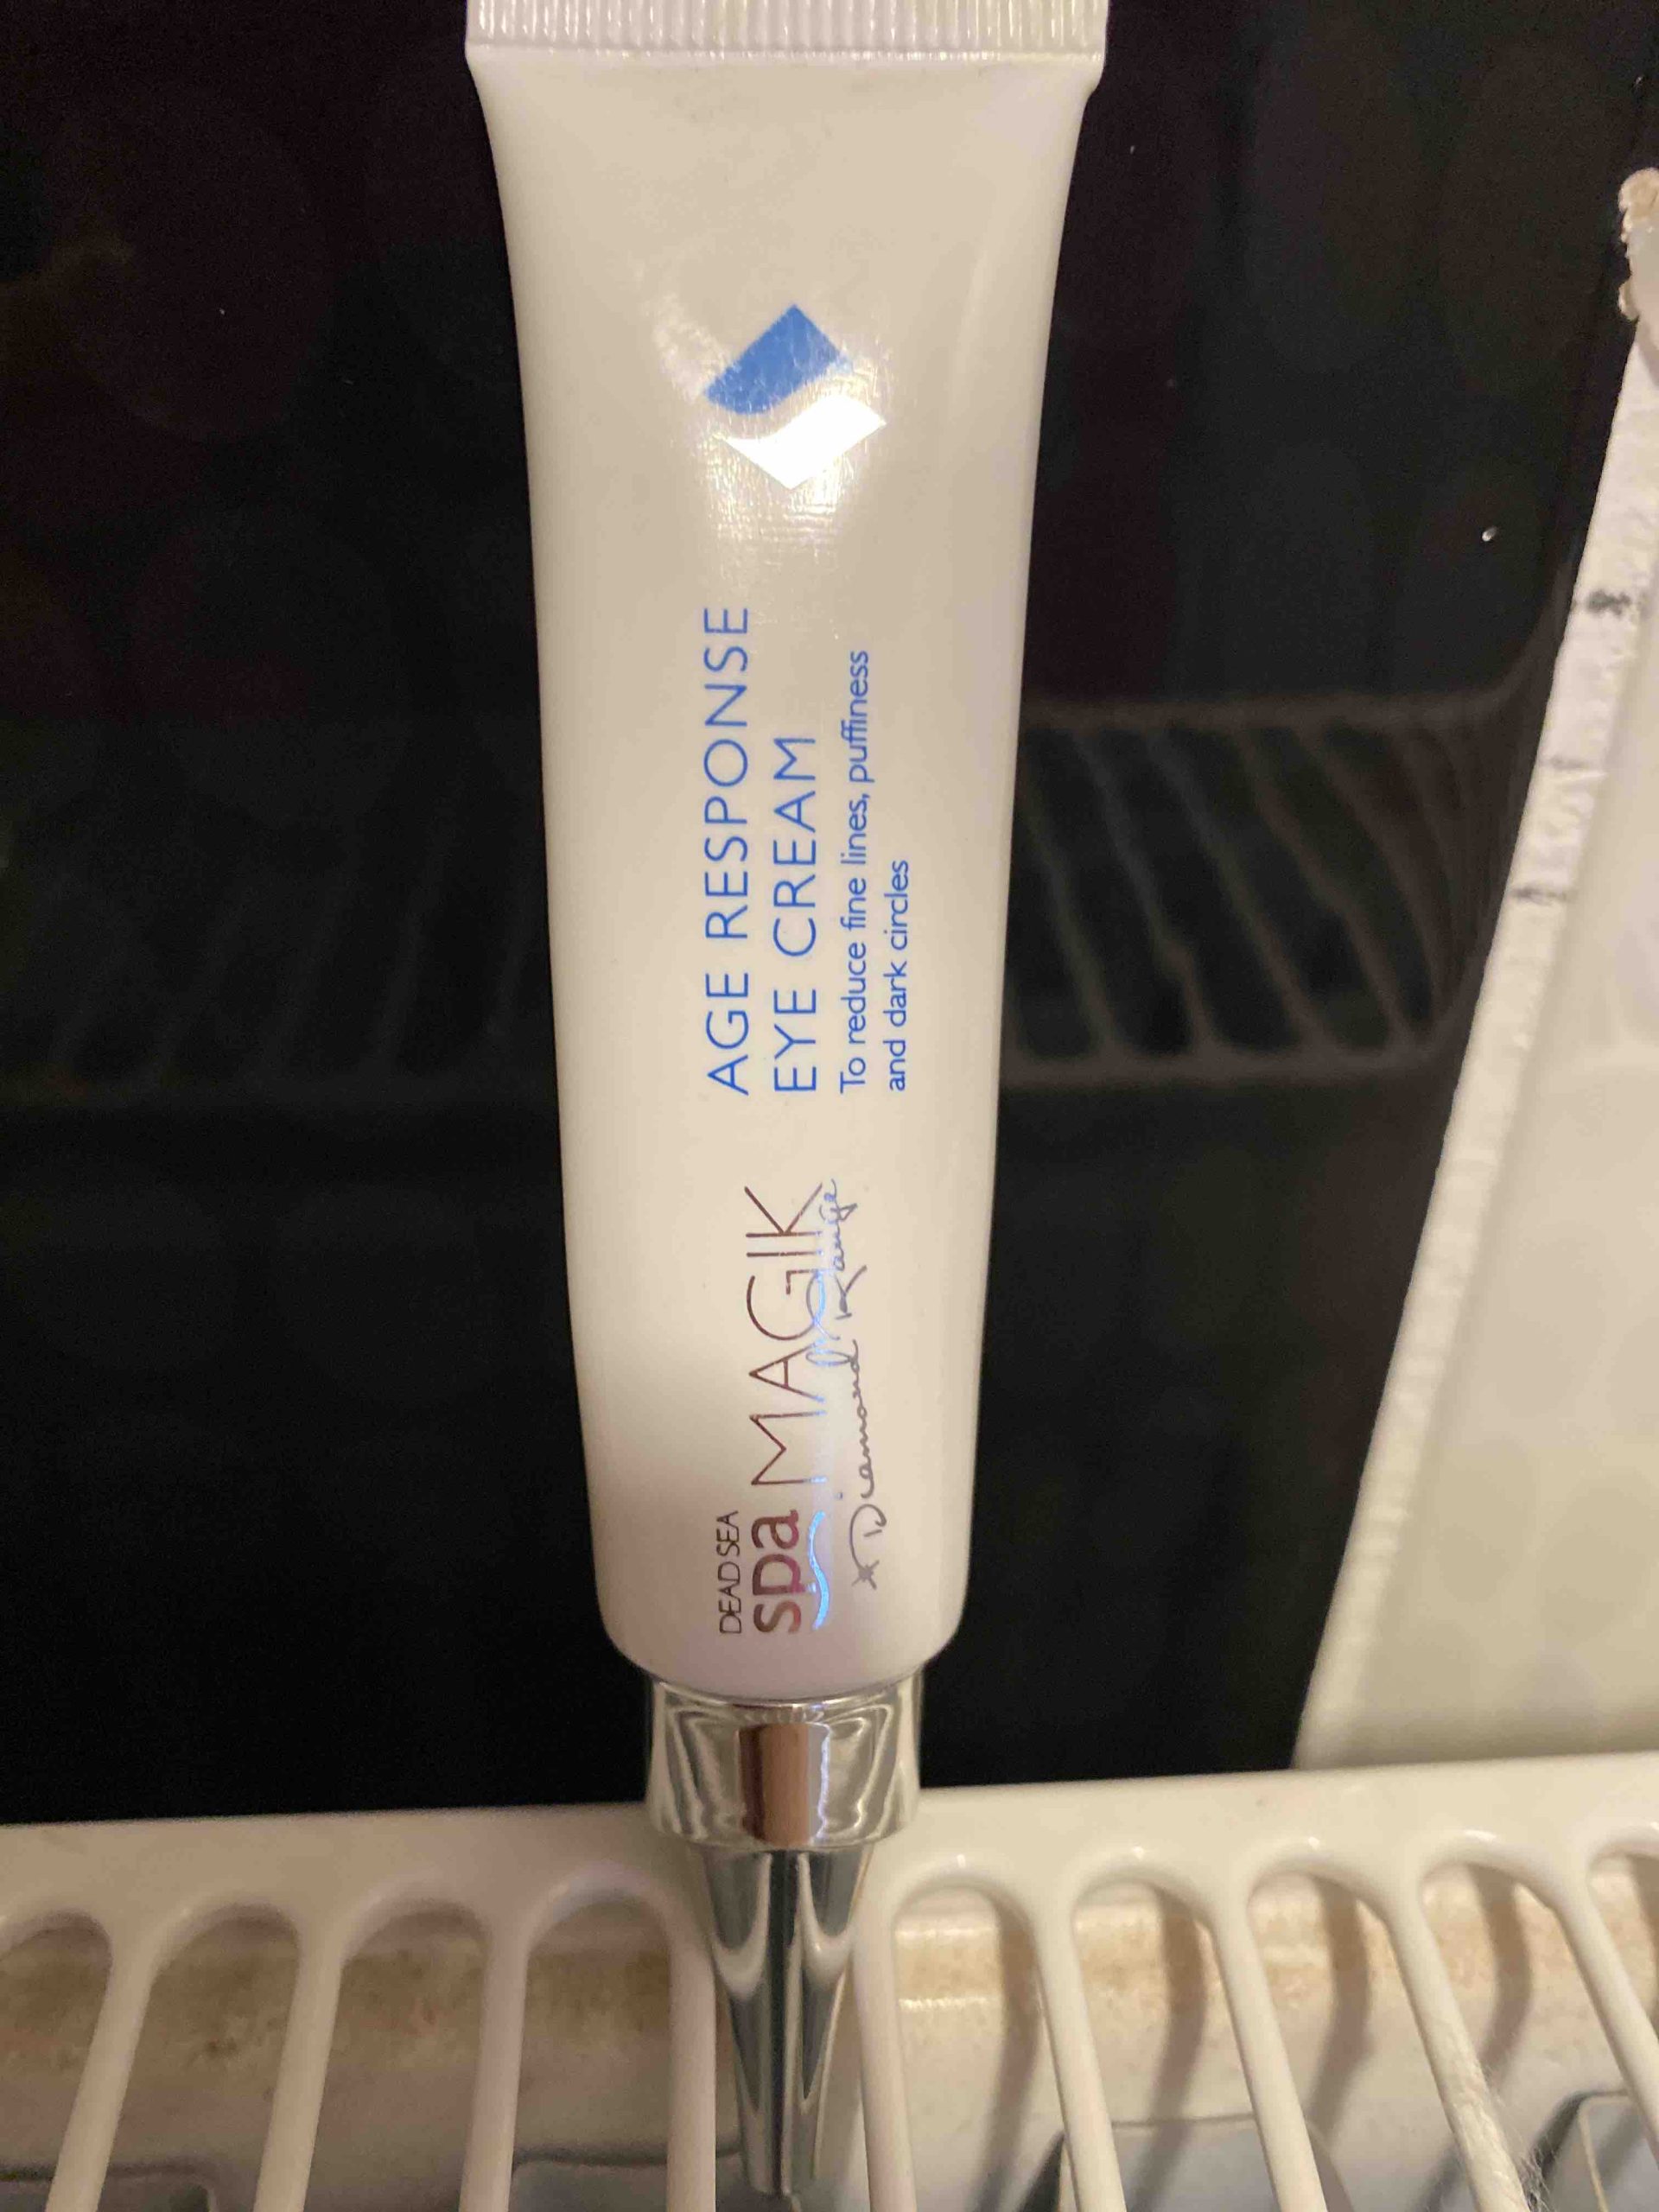 DEAD SEA
spa MAGIK
Diamond Range
AGE RESPONSE
EYE CREAM
To reduce fine lines, puffiness
and dark circles